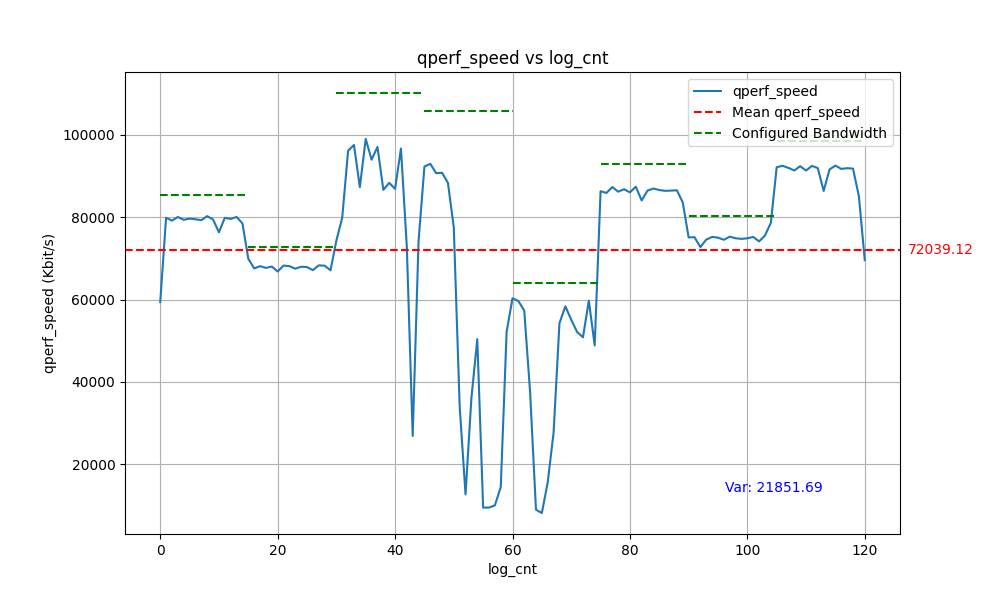 qperf_speed vs log_cnt
qperf_speed
Mean qperf_speed
Configured Bandwidth
qperf_speed (Kbit/s)
100000
80000
60000
40000
20000
72039.12
Var: 21851.69
0 20 40 60 80 100 120
log_cnt